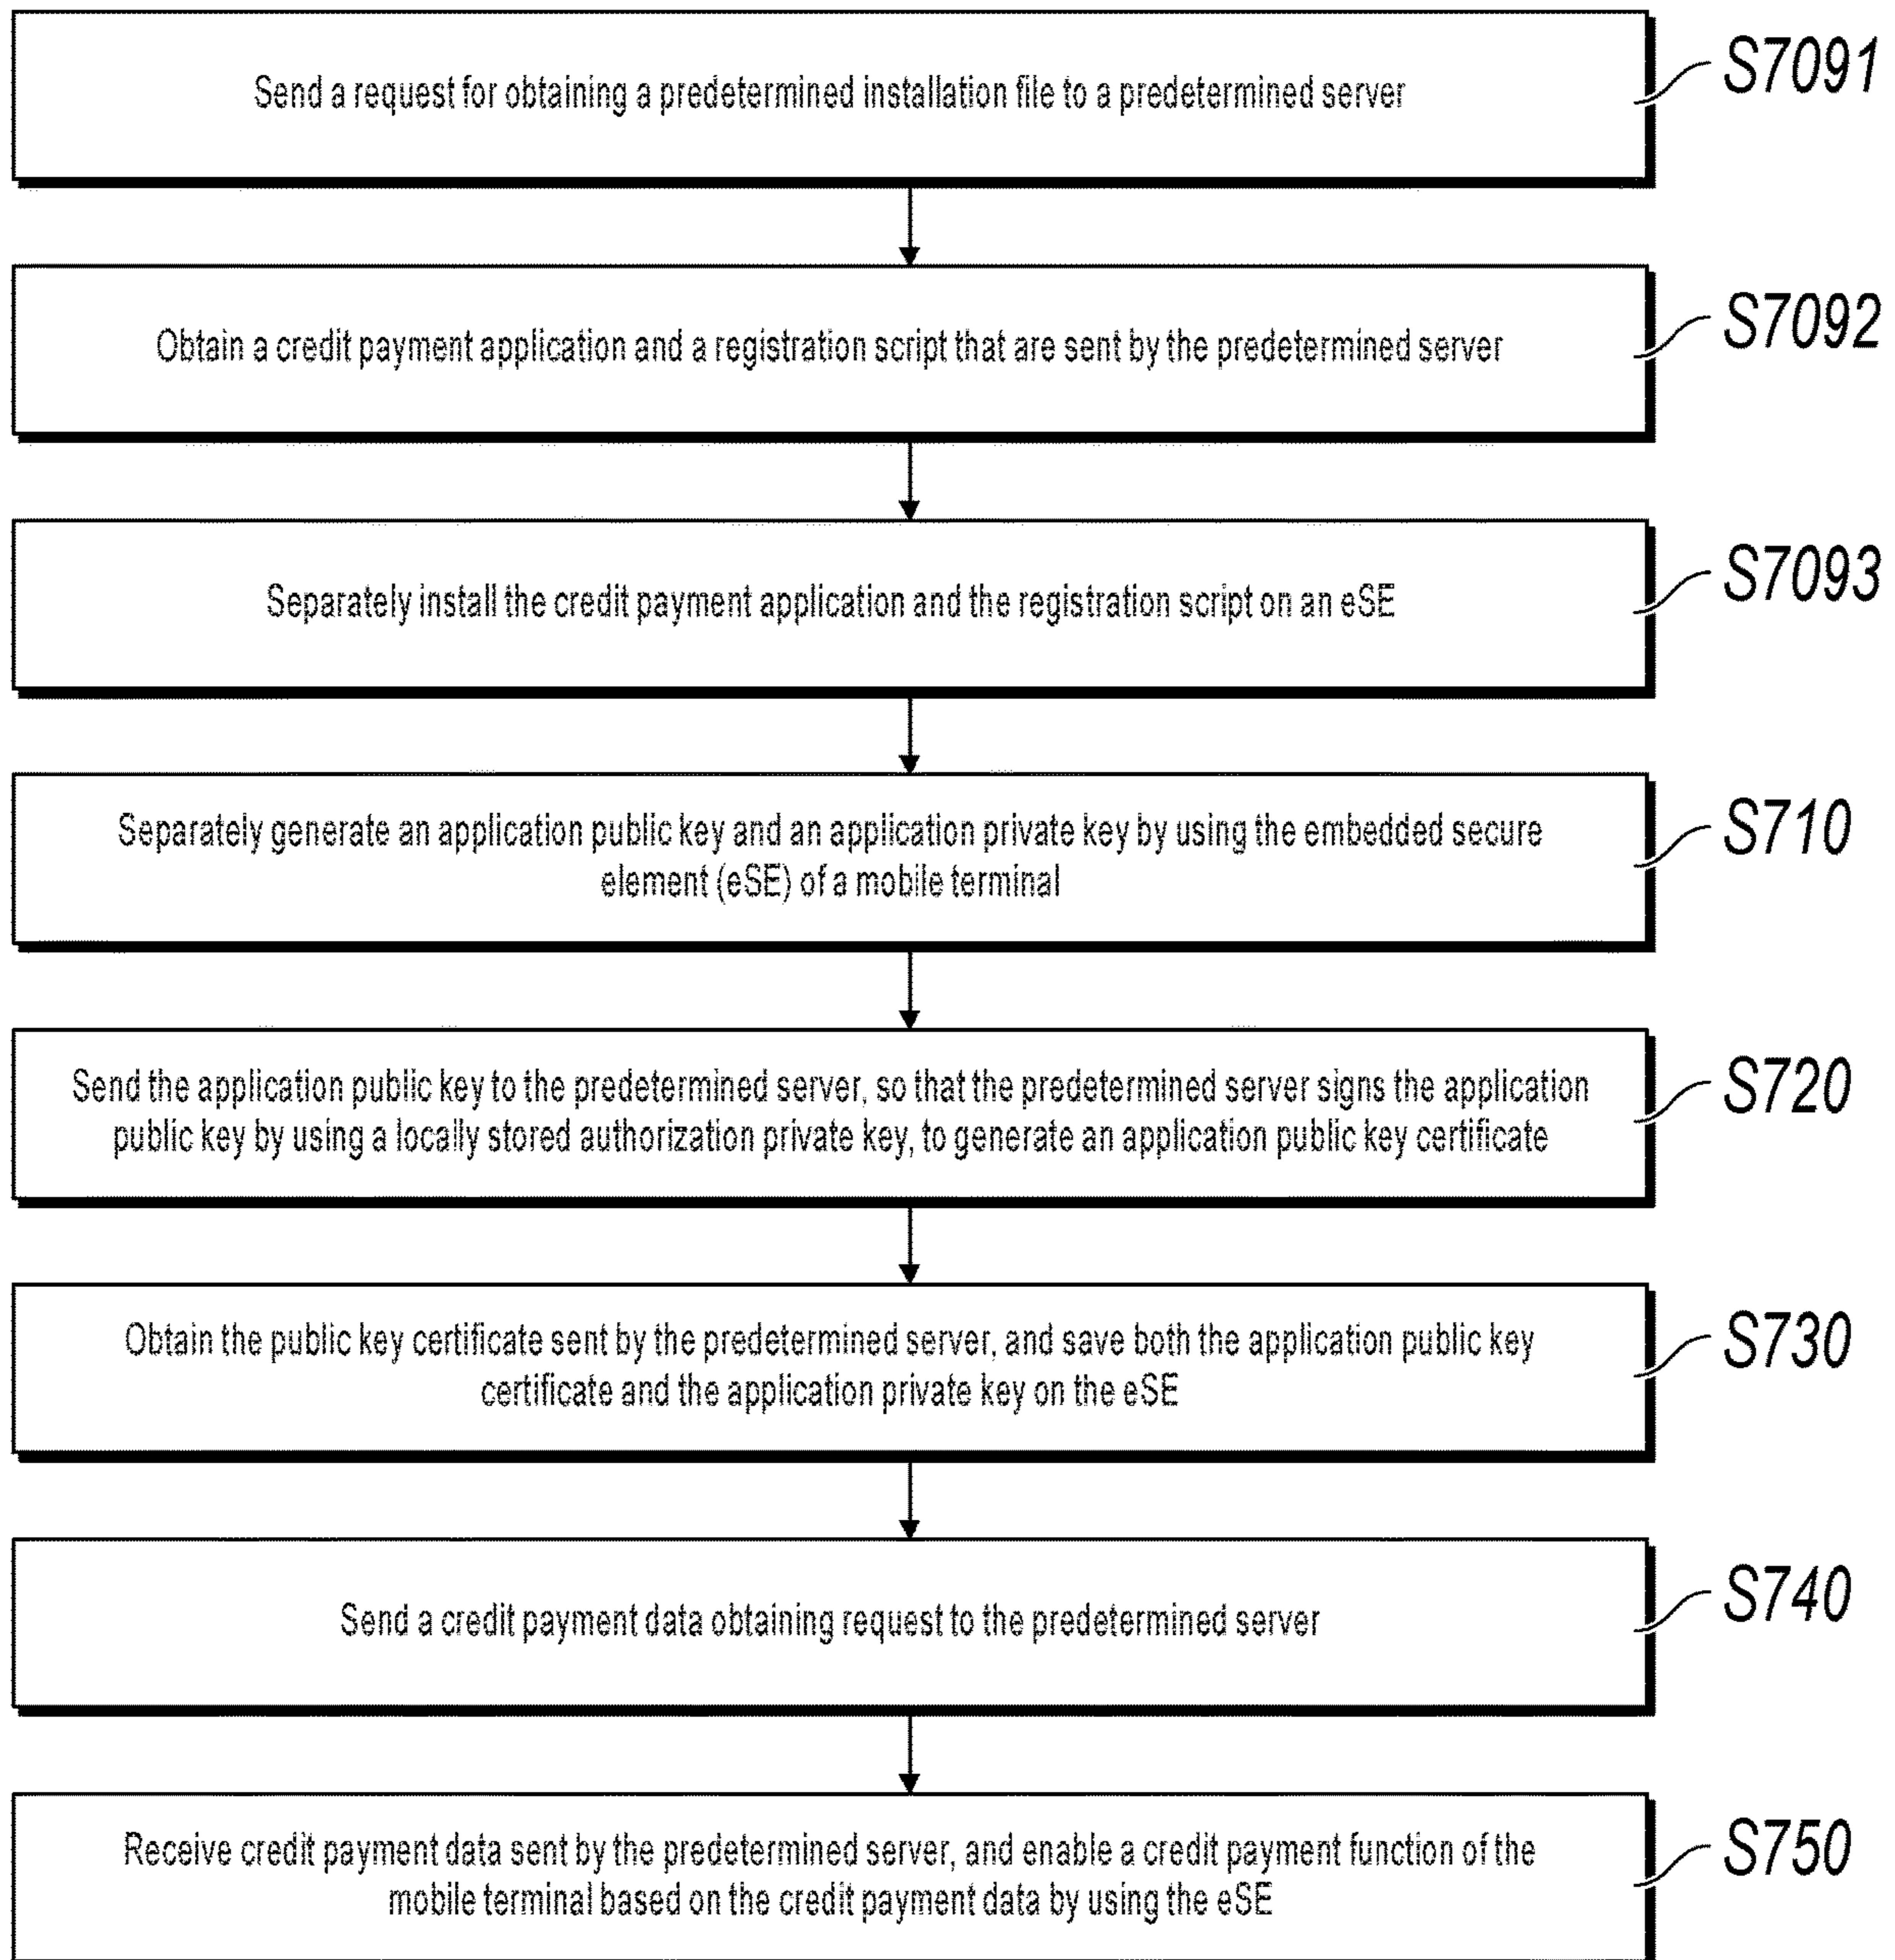 Send a request for obtaining a predetermined installation file to a predetermined server
S7091
Obtain a credit payment application and a registration script that are sent by the predetermined server
S7092
Separately install the credit payment application and the registration script on an eSE
S7093
Separately generate an application public key and an application private key by using the embedded secure
element (eSE) of a mobile terminal
S710
Send the application public key to the predetermined server, so that the predetermined server signs the application
public key by using a locally stored authorization private key, to generate an application public key certificate
S720
Obtain the public key certificate sent by the predetermined server, and save both the application public key
certificate and the application private key on the eSE
S730
Send a credit payment data obtaining request to the predetermined server
S740
Receive credit payment data sent by the predetermined server, and enable a credit payment function of the
mobile terminal based on the credit payment data by using the eSE
S750